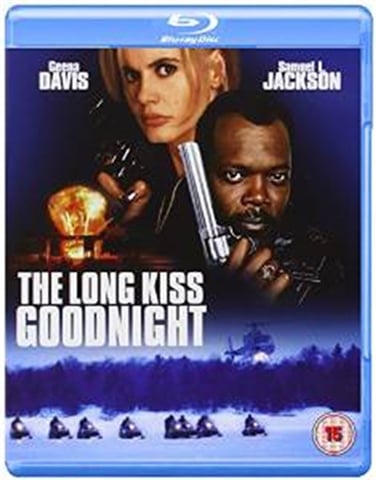 Blu-ray Disc
Geena
DAVIS
Samuel L.
JACKSON
THE LONG KISS
GOODNIGHT
15